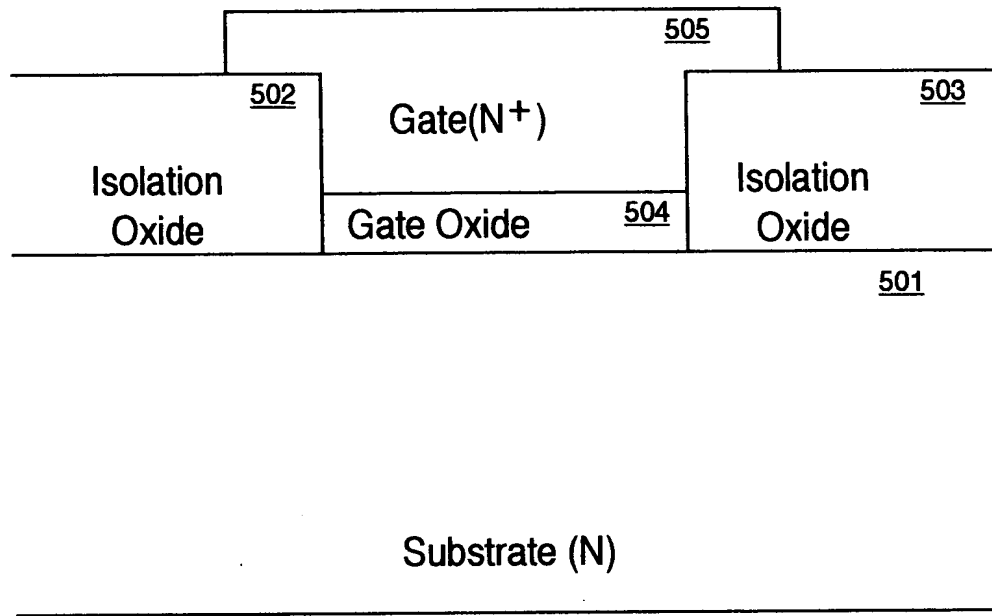 505
502
503
Gate(N+)
Isolation
Oxide
Isolation
Oxide
Gate Oxide
504
501
Substrate (N)